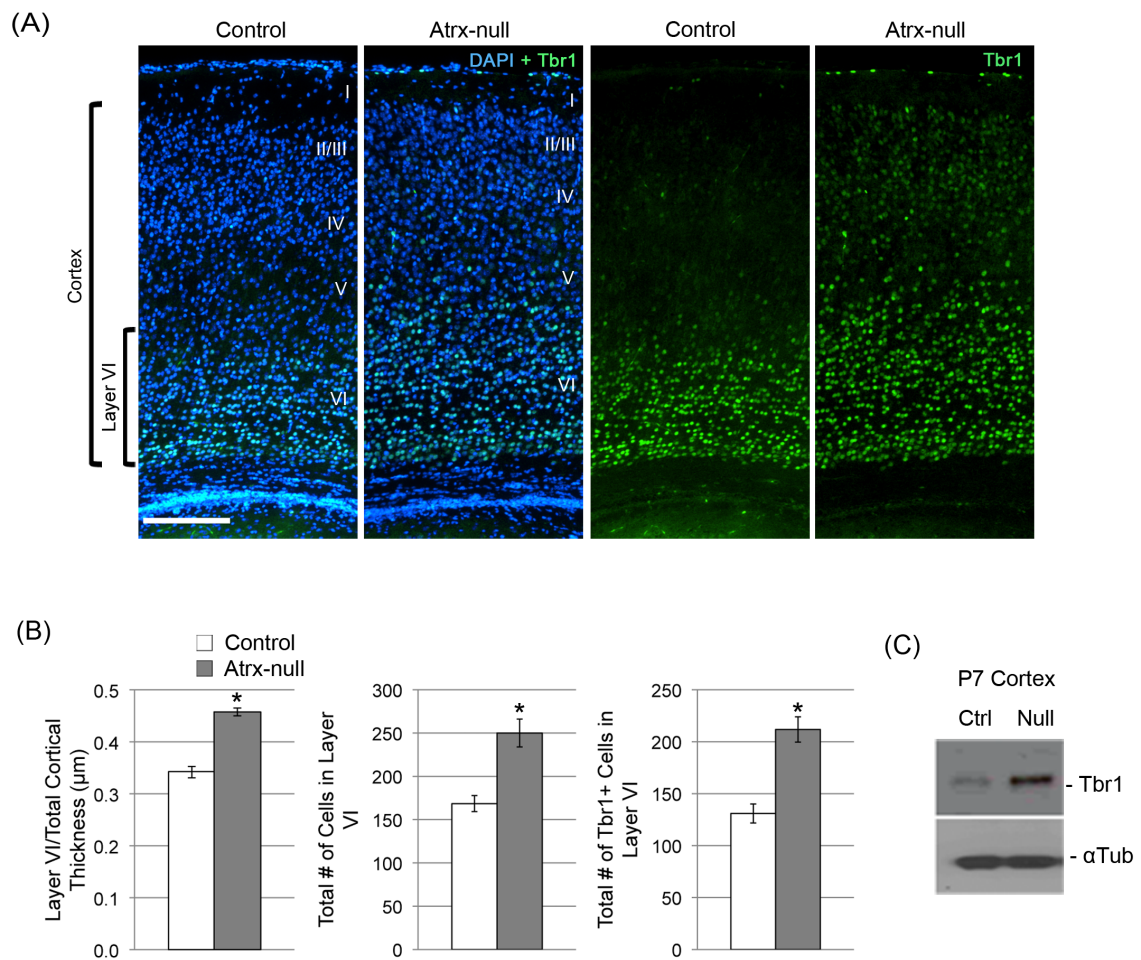 (A)
Control
Atrx-null
Control
Atrx-null
DAPI + Tbr1
Tbr1
I
II/III
IV
V
VI
I
II/III
IV
V
VI
Cortex
Layer VI
(B)
Control
Atrx-null
Layer VI/Total Cortical
Thickness (µm)
0.5
0.4
0.3
0.2
0.1
0.0
*
Total # of Cells in Layer
VI
300
250
200
150
100
50
0
*
Total # of Tbr1+ Cells in
Layer VI
250
200
150
100
50
0
*
(C)
P7 Cortex
Ctrl Null
- Tbr1
- αTub